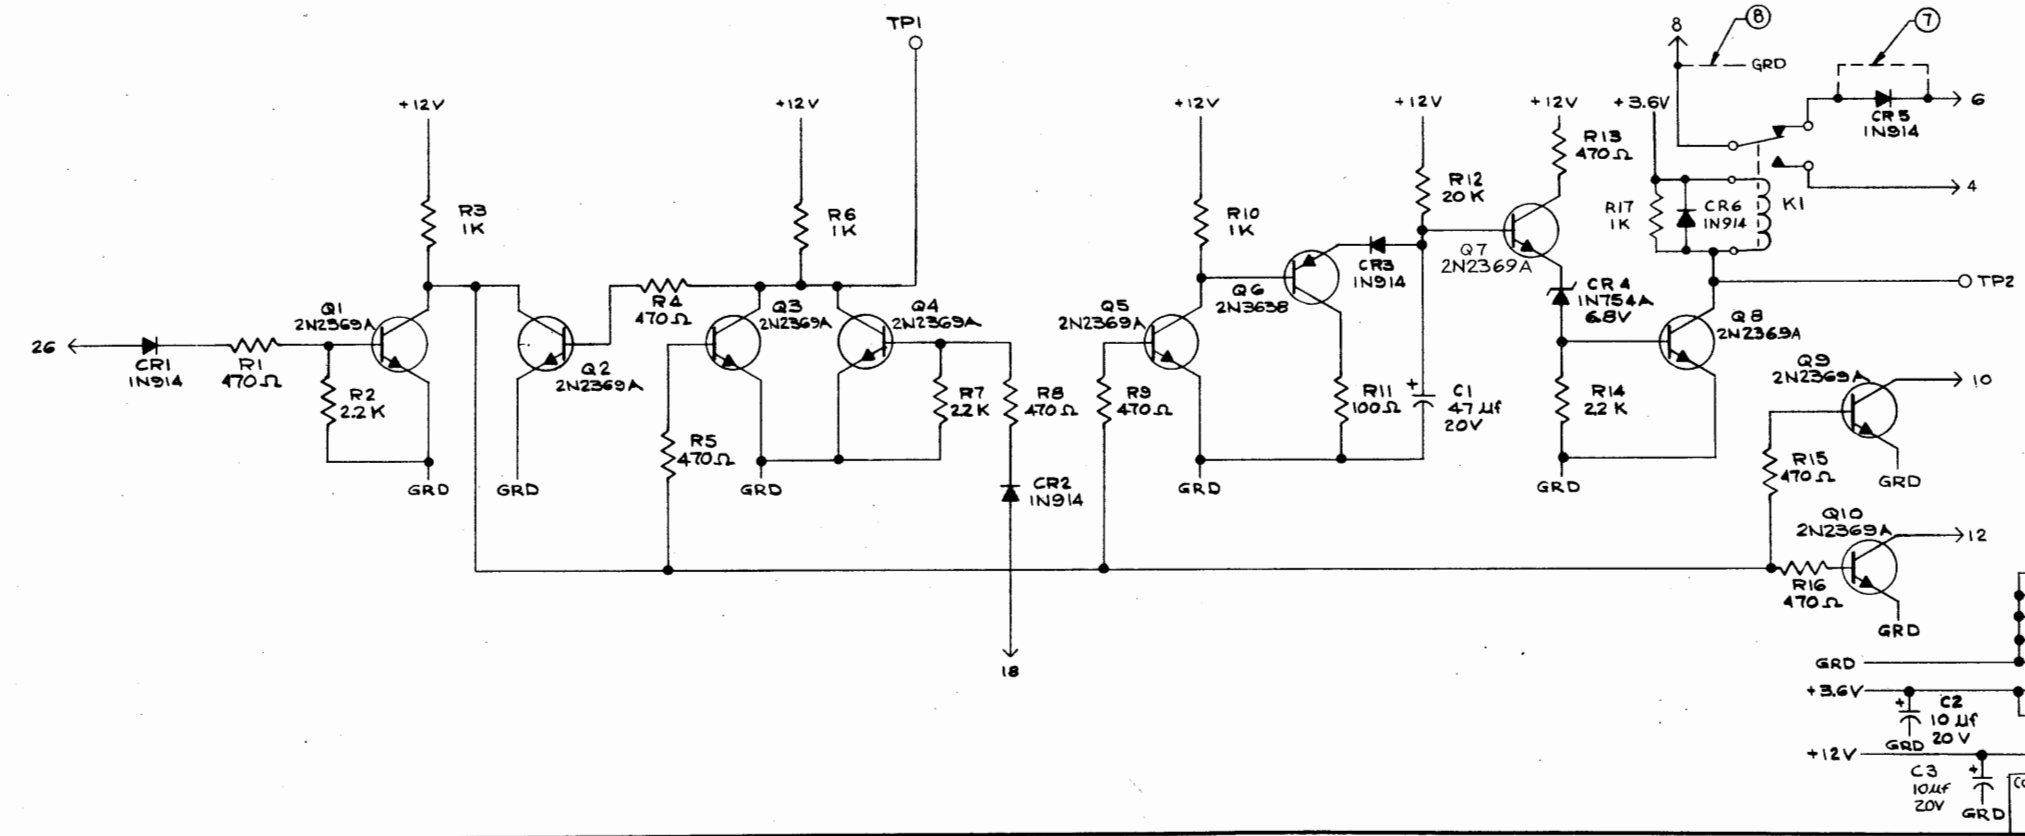 TP1
8
8
7
GRD
+12V
+12V
+12V
+12V
+12V
+3.6V
6
CR5
1N914
R13
470Ω
R12
20K
R3
1K
R6
1K
R10
1K
R17
1K
CR6
1N914
K1
4
Q7
2N2369A
CR3
1N914
Q6
2N3638
CR4
1N754A
6.8V
TP2
R4
470Ω
Q1
2N2369A
Q3
2N2369A
Q4
2N2369A
Q5
2N2369A
Q8
2N2369A
26
CR1
1N914
R1
470Ω
Q2
2N2369A
Q9
2N2369A
10
R2
2.2K
R7
2.2K
R8
470Ω
R9
470Ω
R11
100Ω
C1
+
47 µf
20V
R14
2.2K
R5
470Ω
R15
470Ω
GRD
GRD
GRD
CR2
1N914
GRD
GRD
GRD
Q10
2N2369A
12
R16
470Ω
GRD
18
GRD
+3.6V
+
C2
10 µf
20V
GRD
+12V
C3
+
10µf
20V
GRD